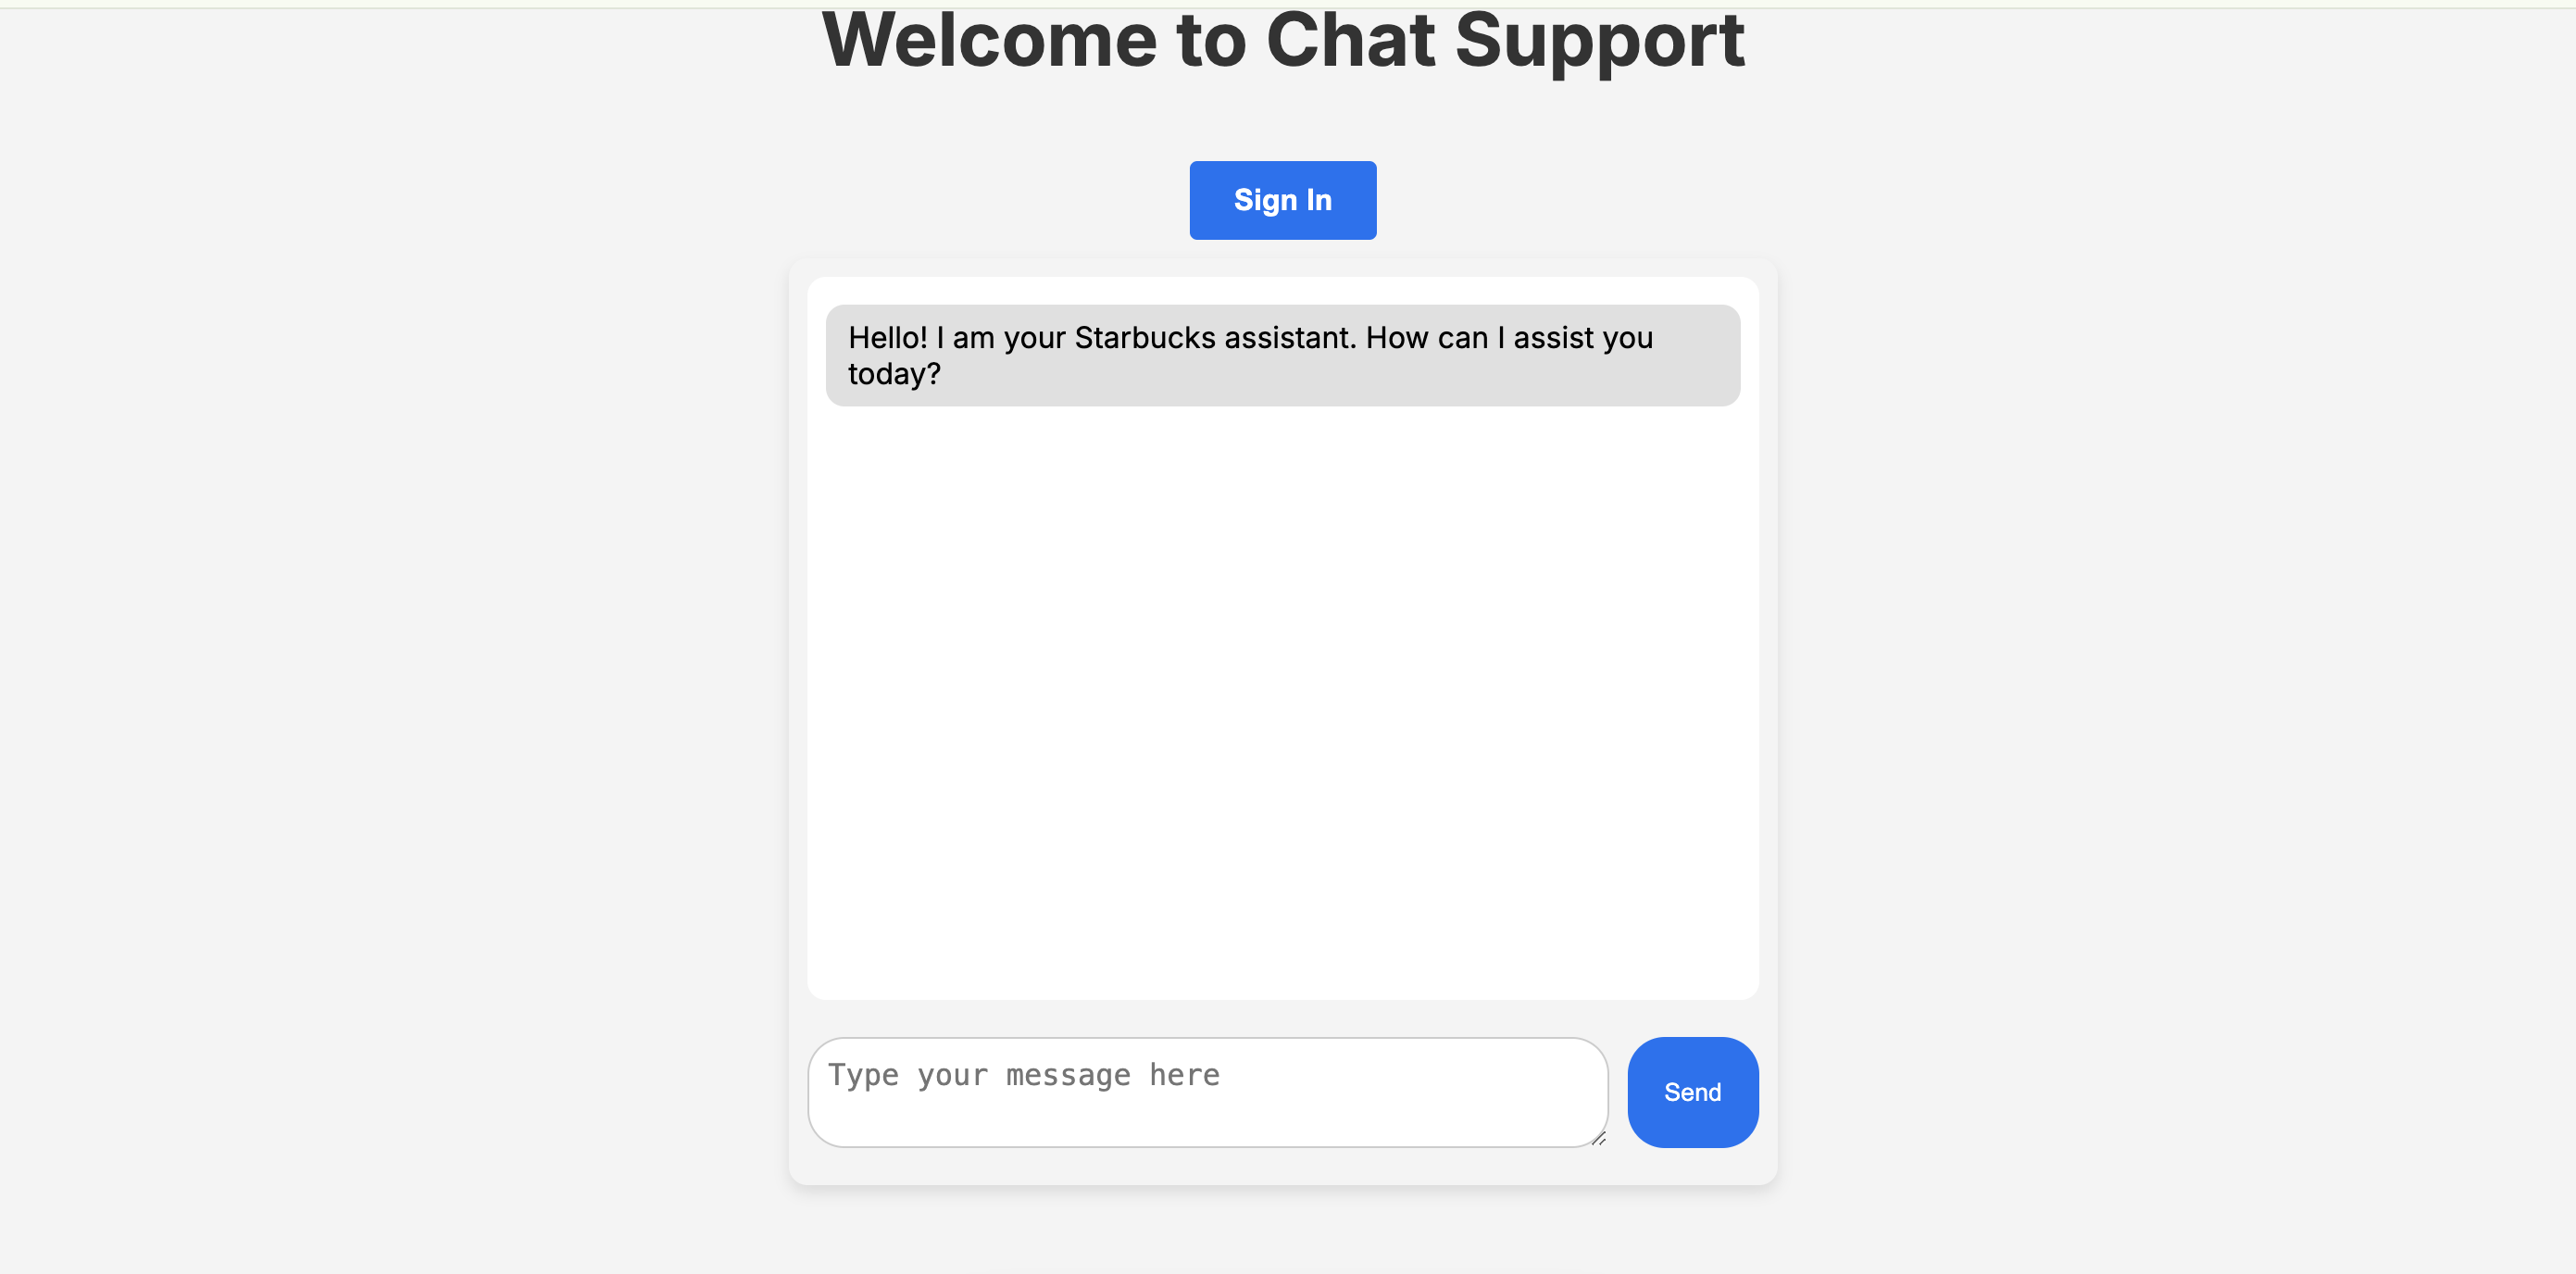 Welcome to Chat Support
Sign In
Hello! I am your Starbucks assistant. How can I assist you
today?
Type your message here
Send